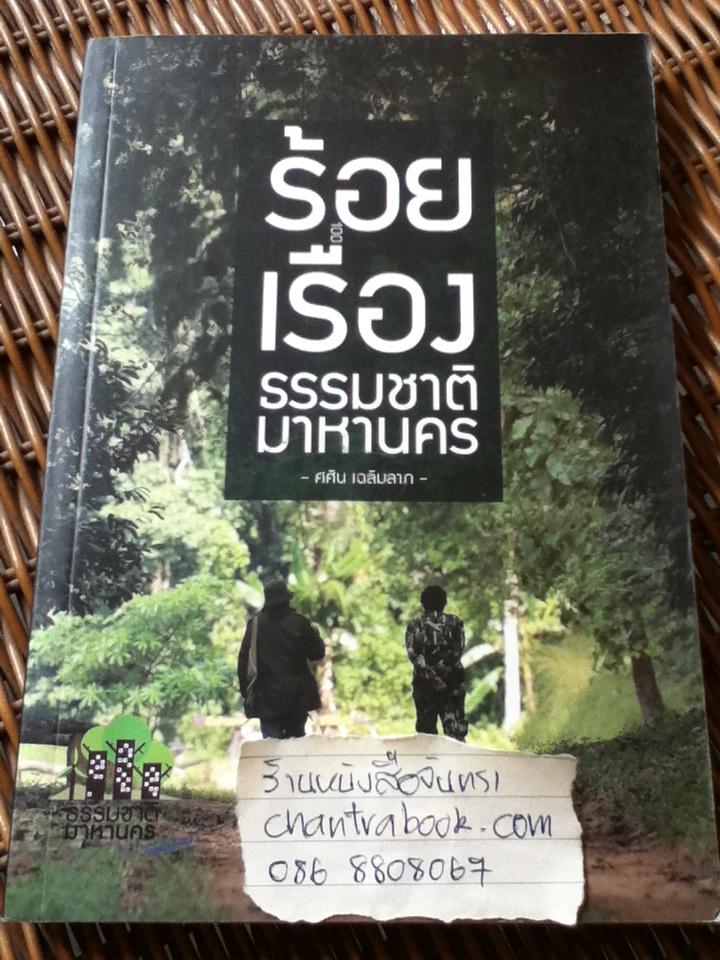 ร้อย
100
เรื่อง
ธรรมชาติ
มาหานคร
- ศศิน เฉลิมลาภ -
ธรรมชาติ
มาหานคร
ร้านหนังสือจันทรา
chantrabook.com
086 8808067